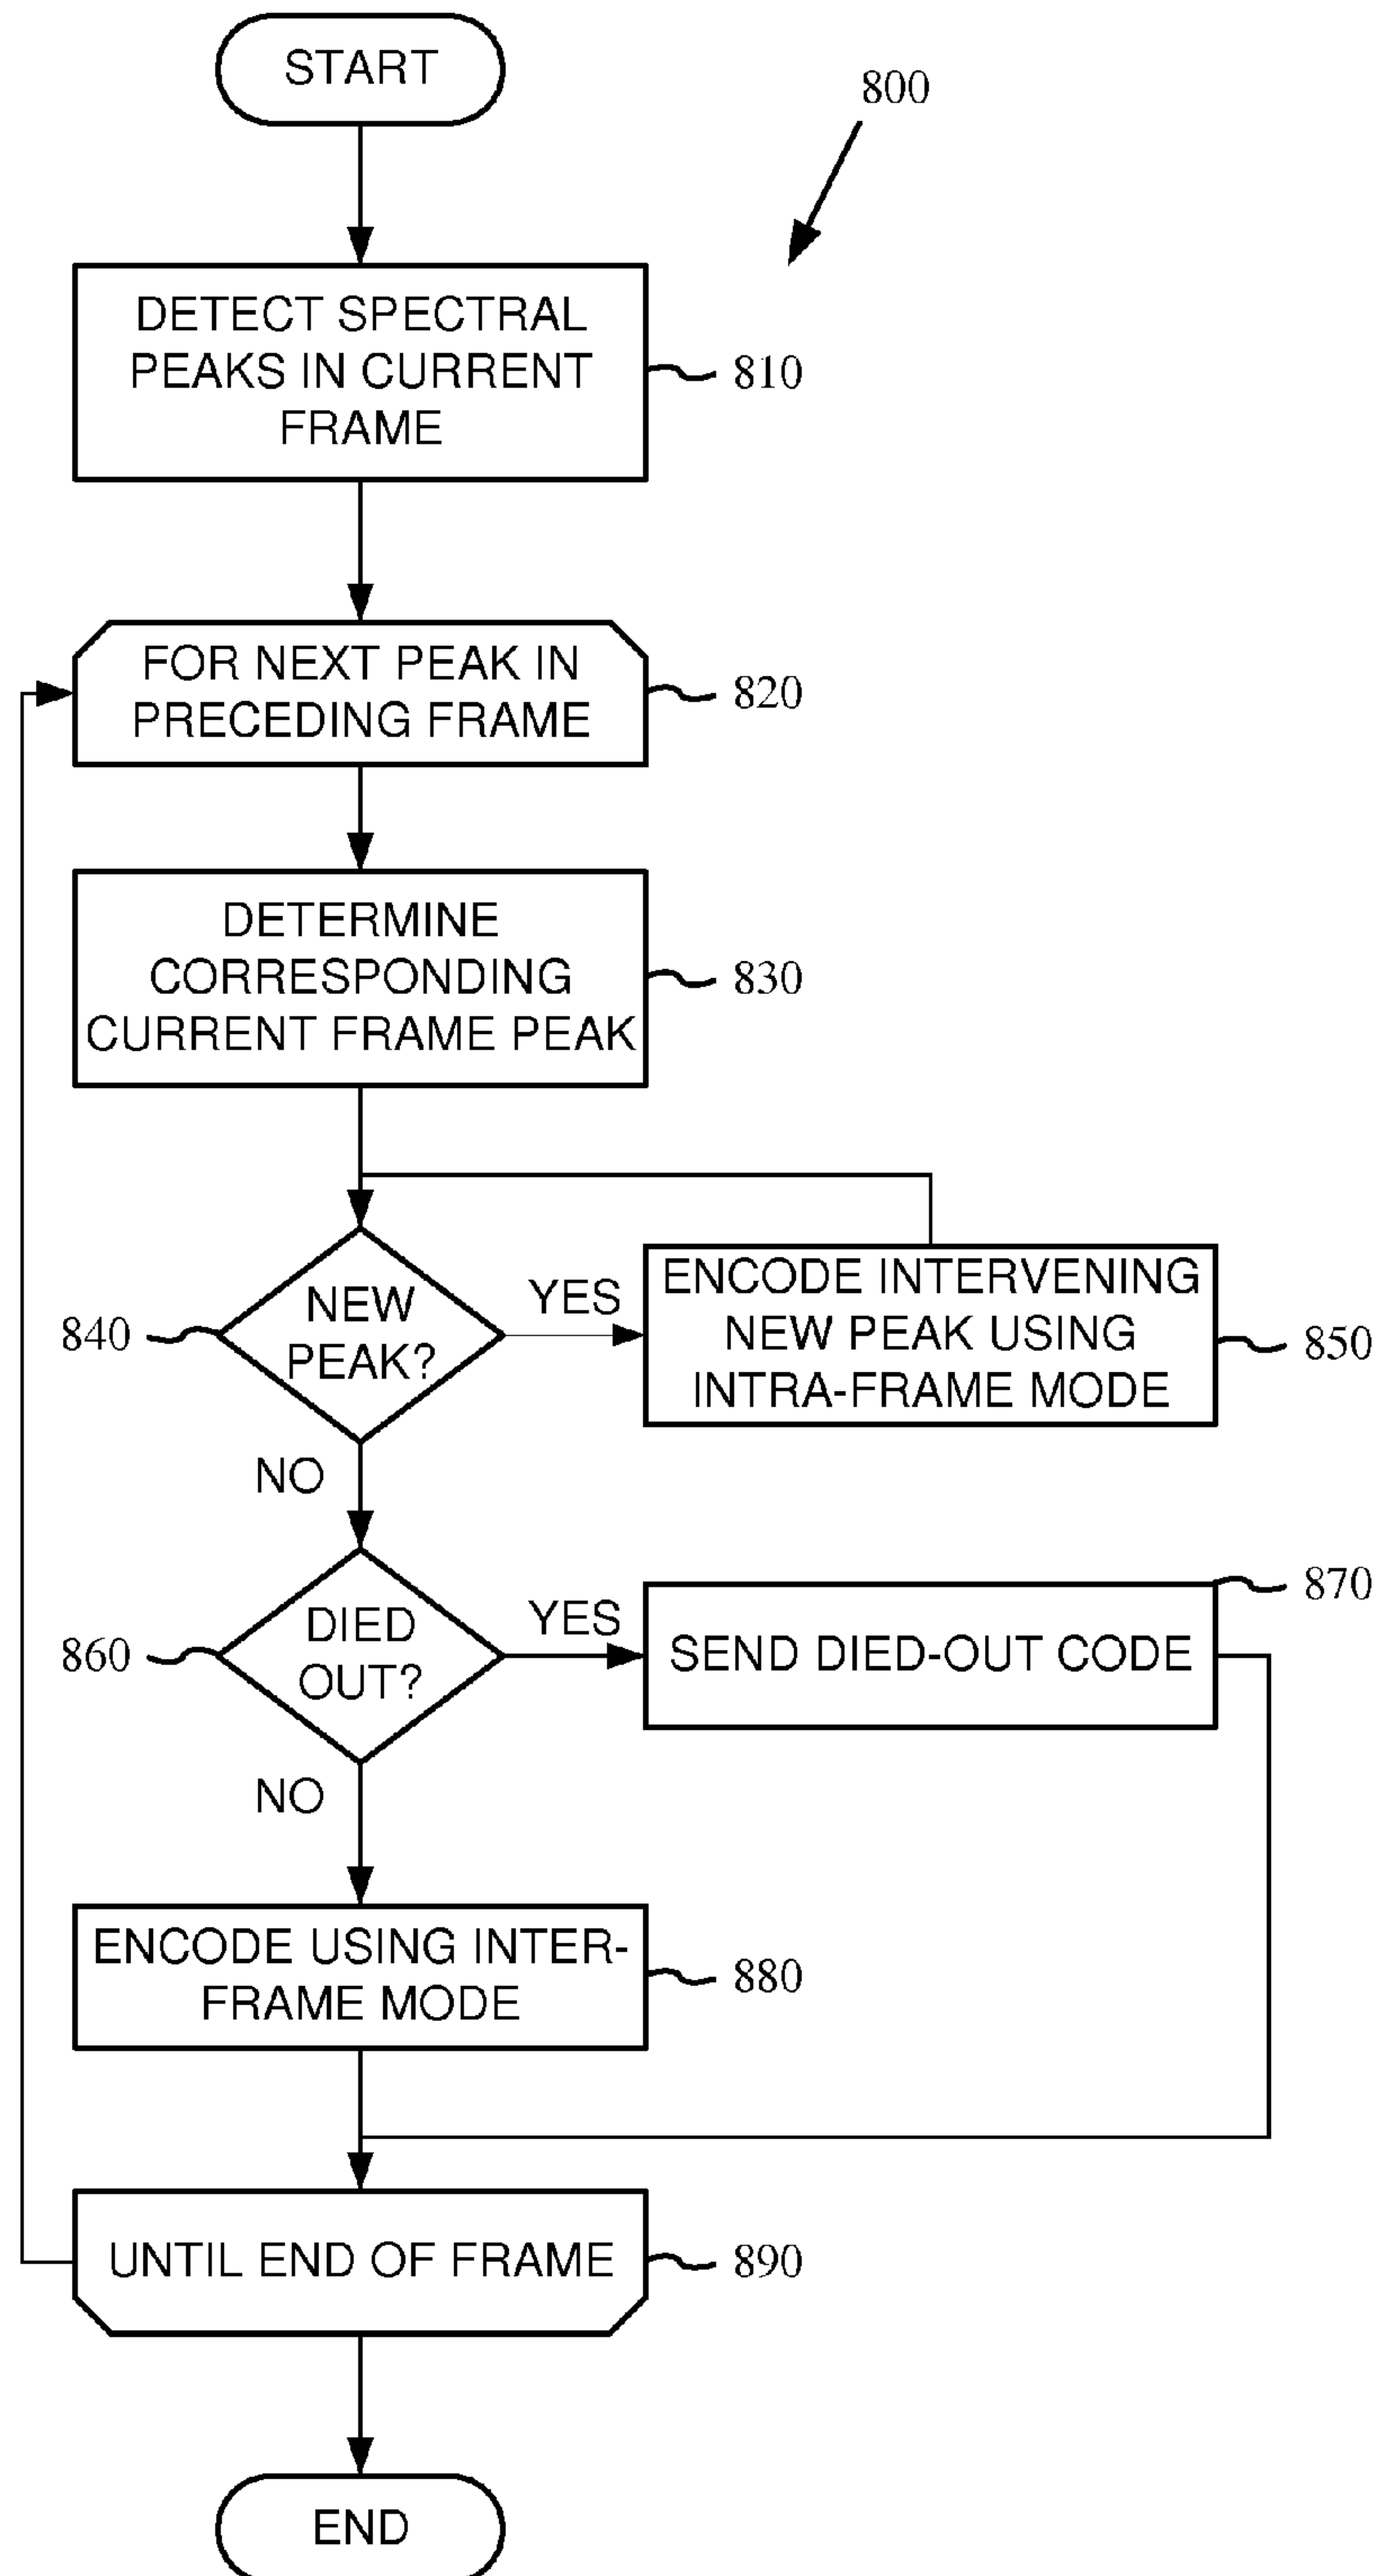 START
800
DETECT SPECTRAL
PEAKS IN CURRENT
FRAME
810
FOR NEXT PEAK IN
PRECEDING FRAME
820
DETERMINE
CORRESPONDING
CURRENT FRAME PEAK
830
NEW
PEAK?
840
YES
ENCODE INTERVENING
NEW PEAK USING
INTRA-FRAME MODE
850
NO
DIED
OUT?
860
YES
SEND DIED-OUT CODE
870
NO
ENCODE USING INTER-
FRAME MODE
880
UNTIL END OF FRAME
890
END